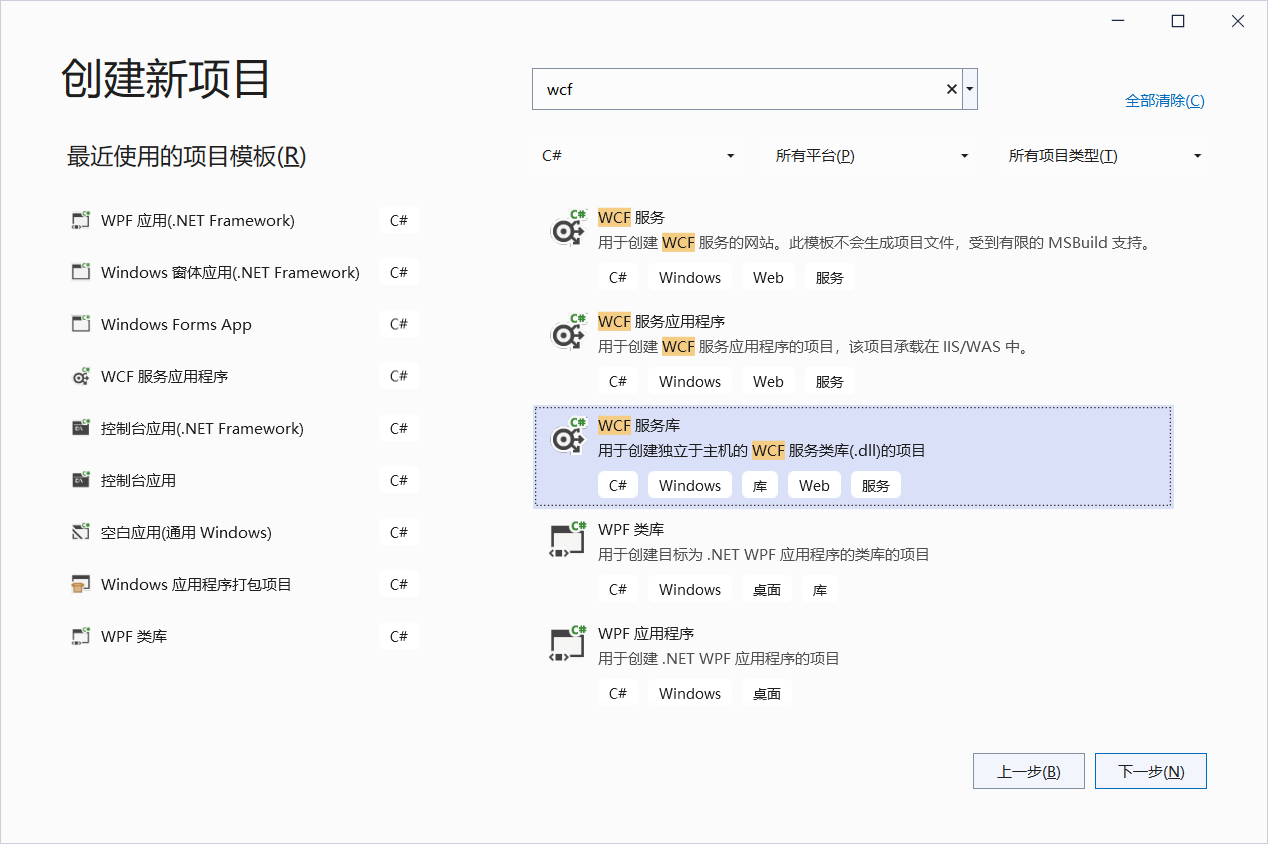 创建新项目
wcf
全部清除(C)
最近使用的项目模板(R)
C#
所有平台(P)
所有项目类型(T)
WPF 应用(.NET Framework)
C#
Windows 窗体应用(.NET Framework)
C#
Windows Forms App
C#
WCF 服务应用程序
C#
控制台应用(.NET Framework)
C#
控制台应用
C#
空白应用(通用 Windows)
C#
Windows 应用程序打包项目
C#
WPF 类库
C#
WCF 服务
用于创建 WCF 服务的网站。此模板不会生成项目文件，受到有限的 MSBuild 支持。
C# Windows Web 服务
WCF 服务应用程序
用于创建 WCF 服务应用程序的项目，该项目承载在 IIS/WAS 中。
C# Windows Web 服务
WCF 服务库
用于创建独立于主机的 WCF 服务类库(.dll)的项目
C# Windows 库 Web 服务
WPF 类库
用于创建目标为 .NET WPF 应用程序的类库的项目
C# Windows 桌面 库
WPF 应用程序
用于创建 .NET WPF 应用程序的项目
C# Windows 桌面
上一步(B)
下一步(N)